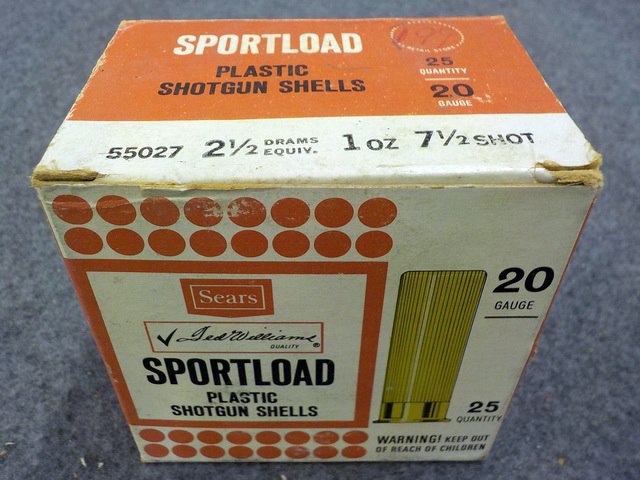 SPORTLOAD
PLASTIC
SHOTGUN SHELLS
25
QUANTITY
20
GAUGE
55027 2½ DRAMS EQUIV. 1 oz 7½ SHOT
Sears
Ted Williams
QUALITY ®
SPORTLOAD
PLASTIC
SHOTGUN SHELLS
20
GAUGE
25
QUANTITY
WARNING! KEEP OUT
OF REACH OF CHILDREN